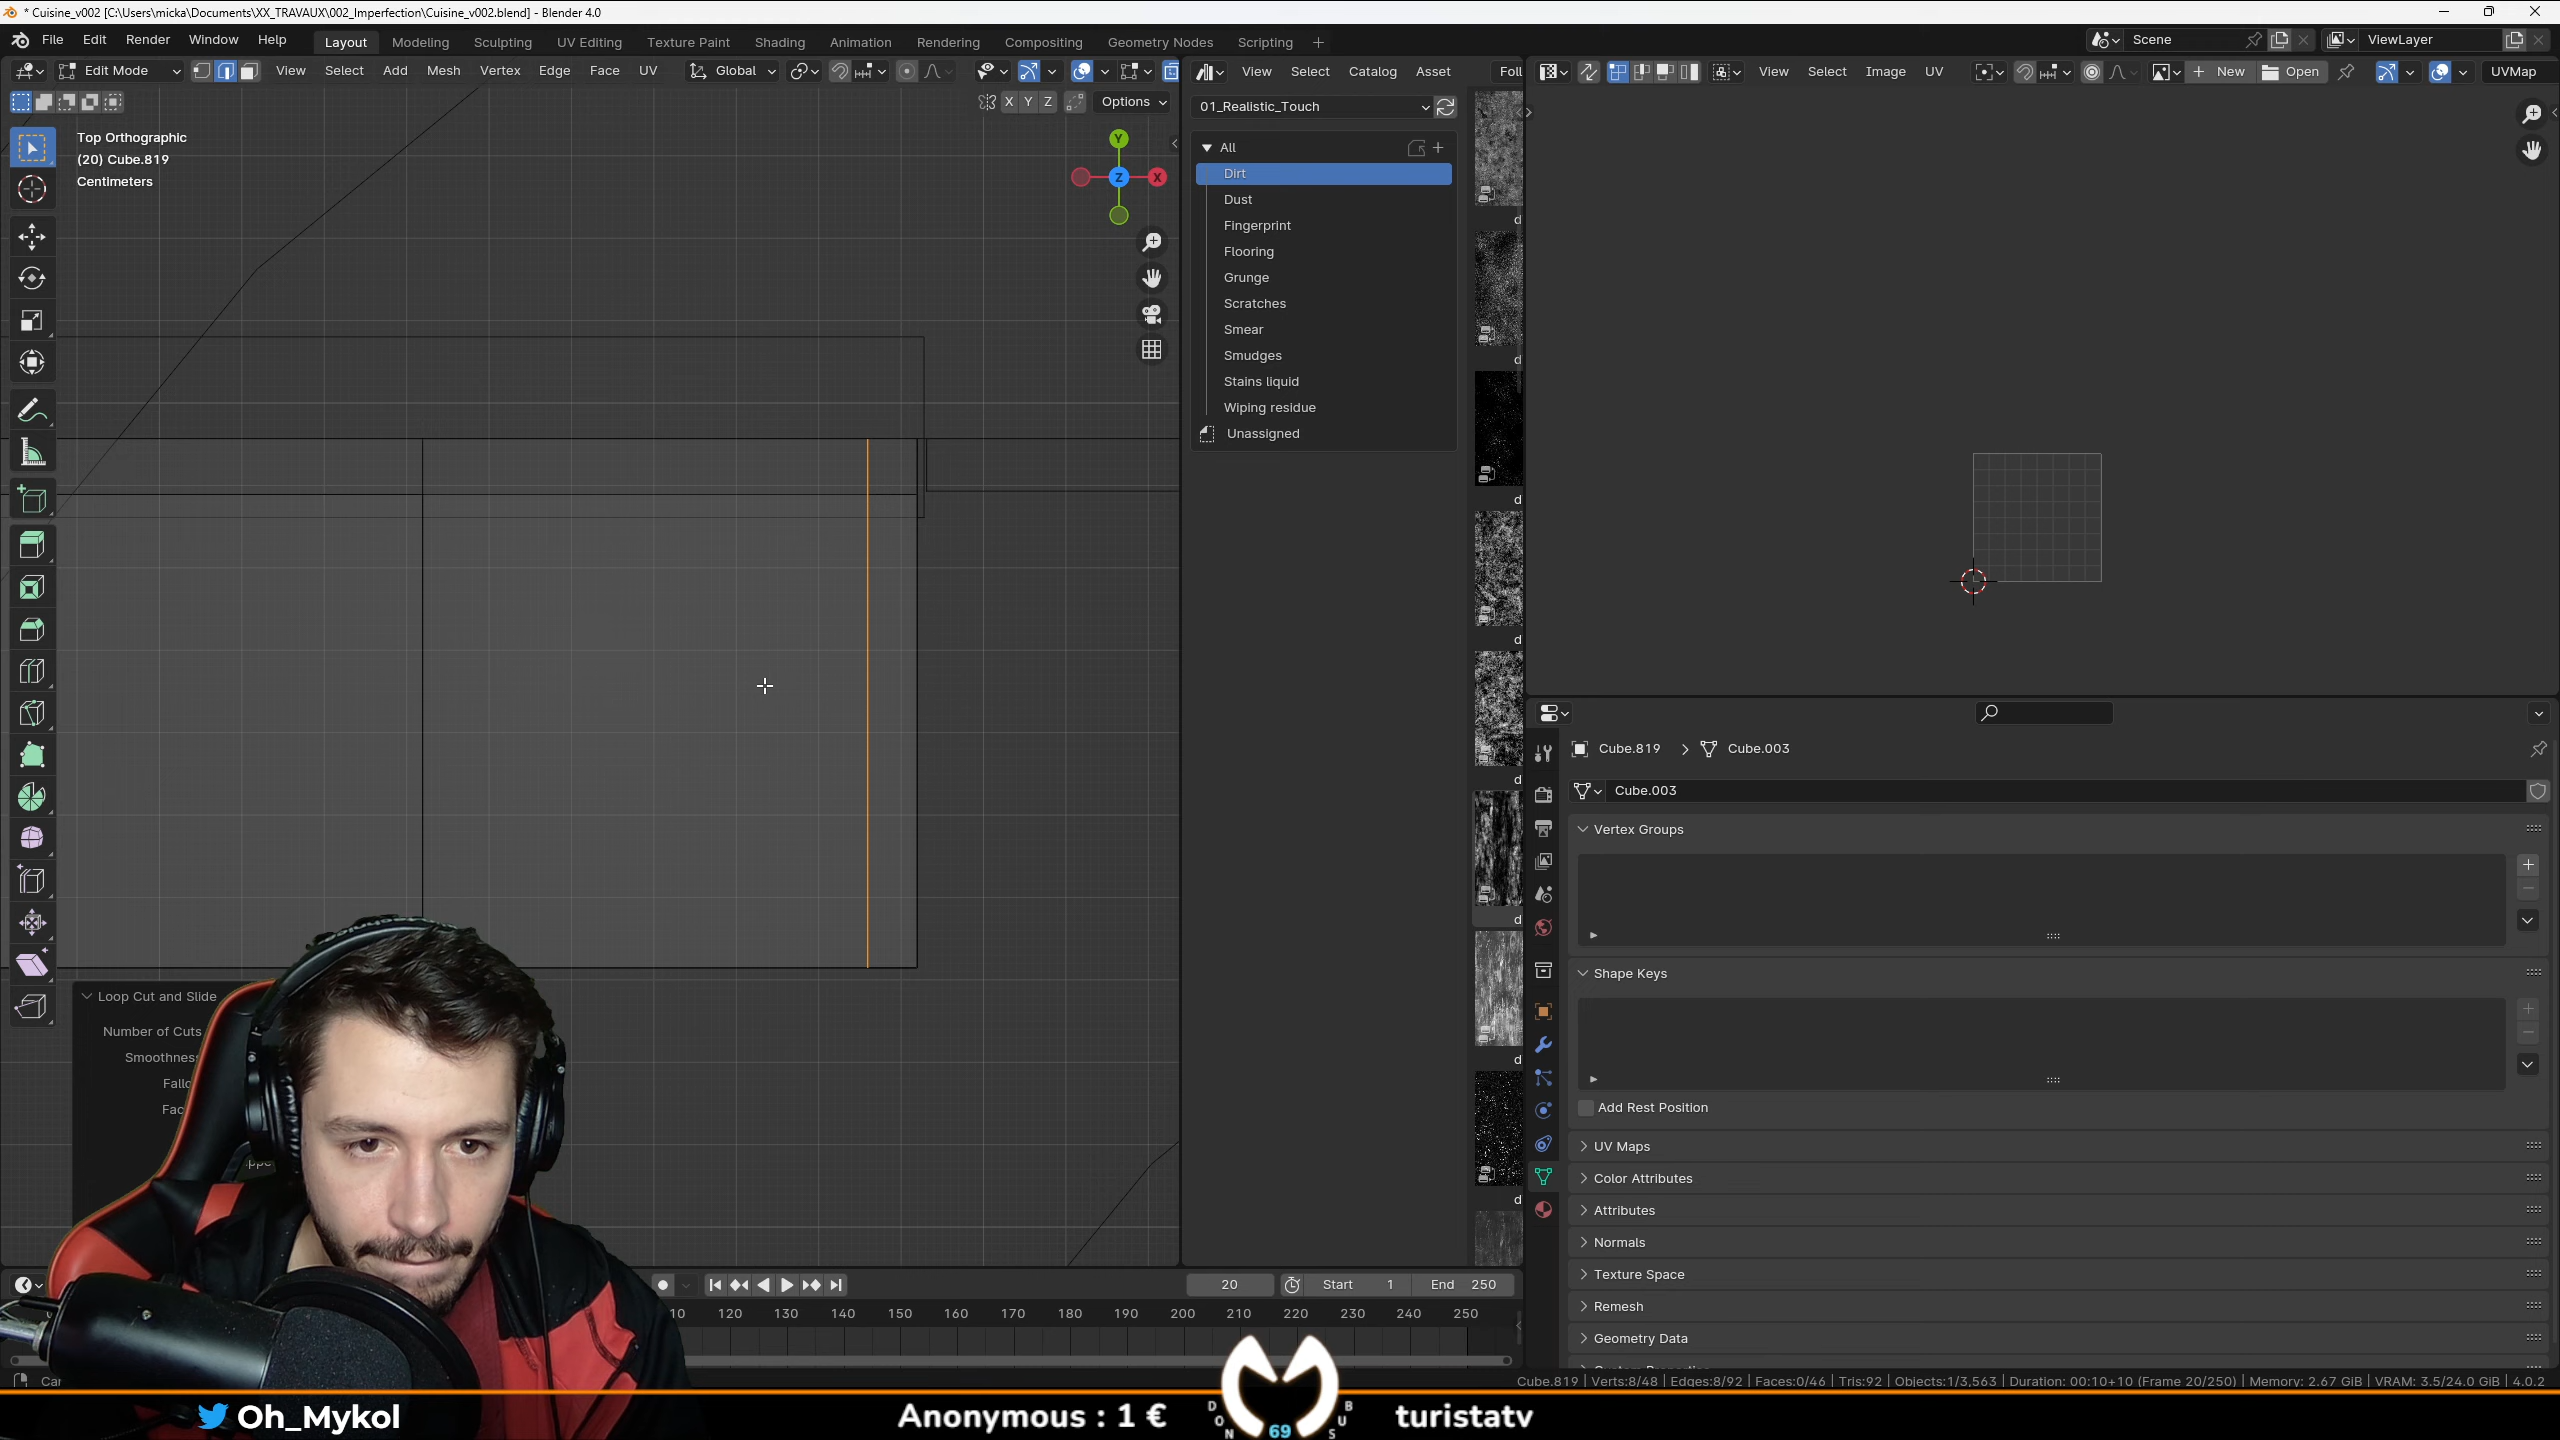 * Cuisine_v002 [C:\Users\micka\Documents\XX_TRAVAUX\002_Imperfection\Cuisine_v002.blend] - Blender 4.0
File Edit Render Window Help Layout Modeling Sculpting UV Editing Texture Paint Shading Animation Rendering Compositing Geometry Nodes Scripting + Scene ViewLayer
Edit Mode View Select Add Mesh Vertex Edge Face UV Global
View Select Catalog Asset Foll
View Select Image UV New Open UVMap
X Y Z Options
01_Realistic_Touch
Top Orthographic
(20) Cube.819
Centimeters
Y
Z
X
All
Dirt
Dust
Fingerprint
Flooring
Grunge
Scratches
Smear
Smudges
Stains liquid
Wiping residue
Unassigned
d
d
d
d
d
d
d
d
Cube.819 Cube.003
Cube.003
Vertex Groups
Shape Keys
Add Rest Position
UV Maps
Color Attributes
Attributes
Normals
Texture Space
Remesh
Geometry Data
Loop Cut and Slide
Number of Cuts
Smoothness
Fallo
Fac
ppe
20 Start 1 End 250
10 120 130 140 150 160 170 180 190 200 210 220 230 240 250
Cube.819 | Verts:8/48 | Edges:8/92 | Faces:0/46 | Tris:92 | Objects:1/3,563 | Duration: 00:10+10 (Frame 20/250) | Memory: 2.67 GiB | VRAM: 3.5/24.0 GiB | 4.0.2
Oh_Mykol
Anonymous : 1 €
DON
69
BUS
turistatv